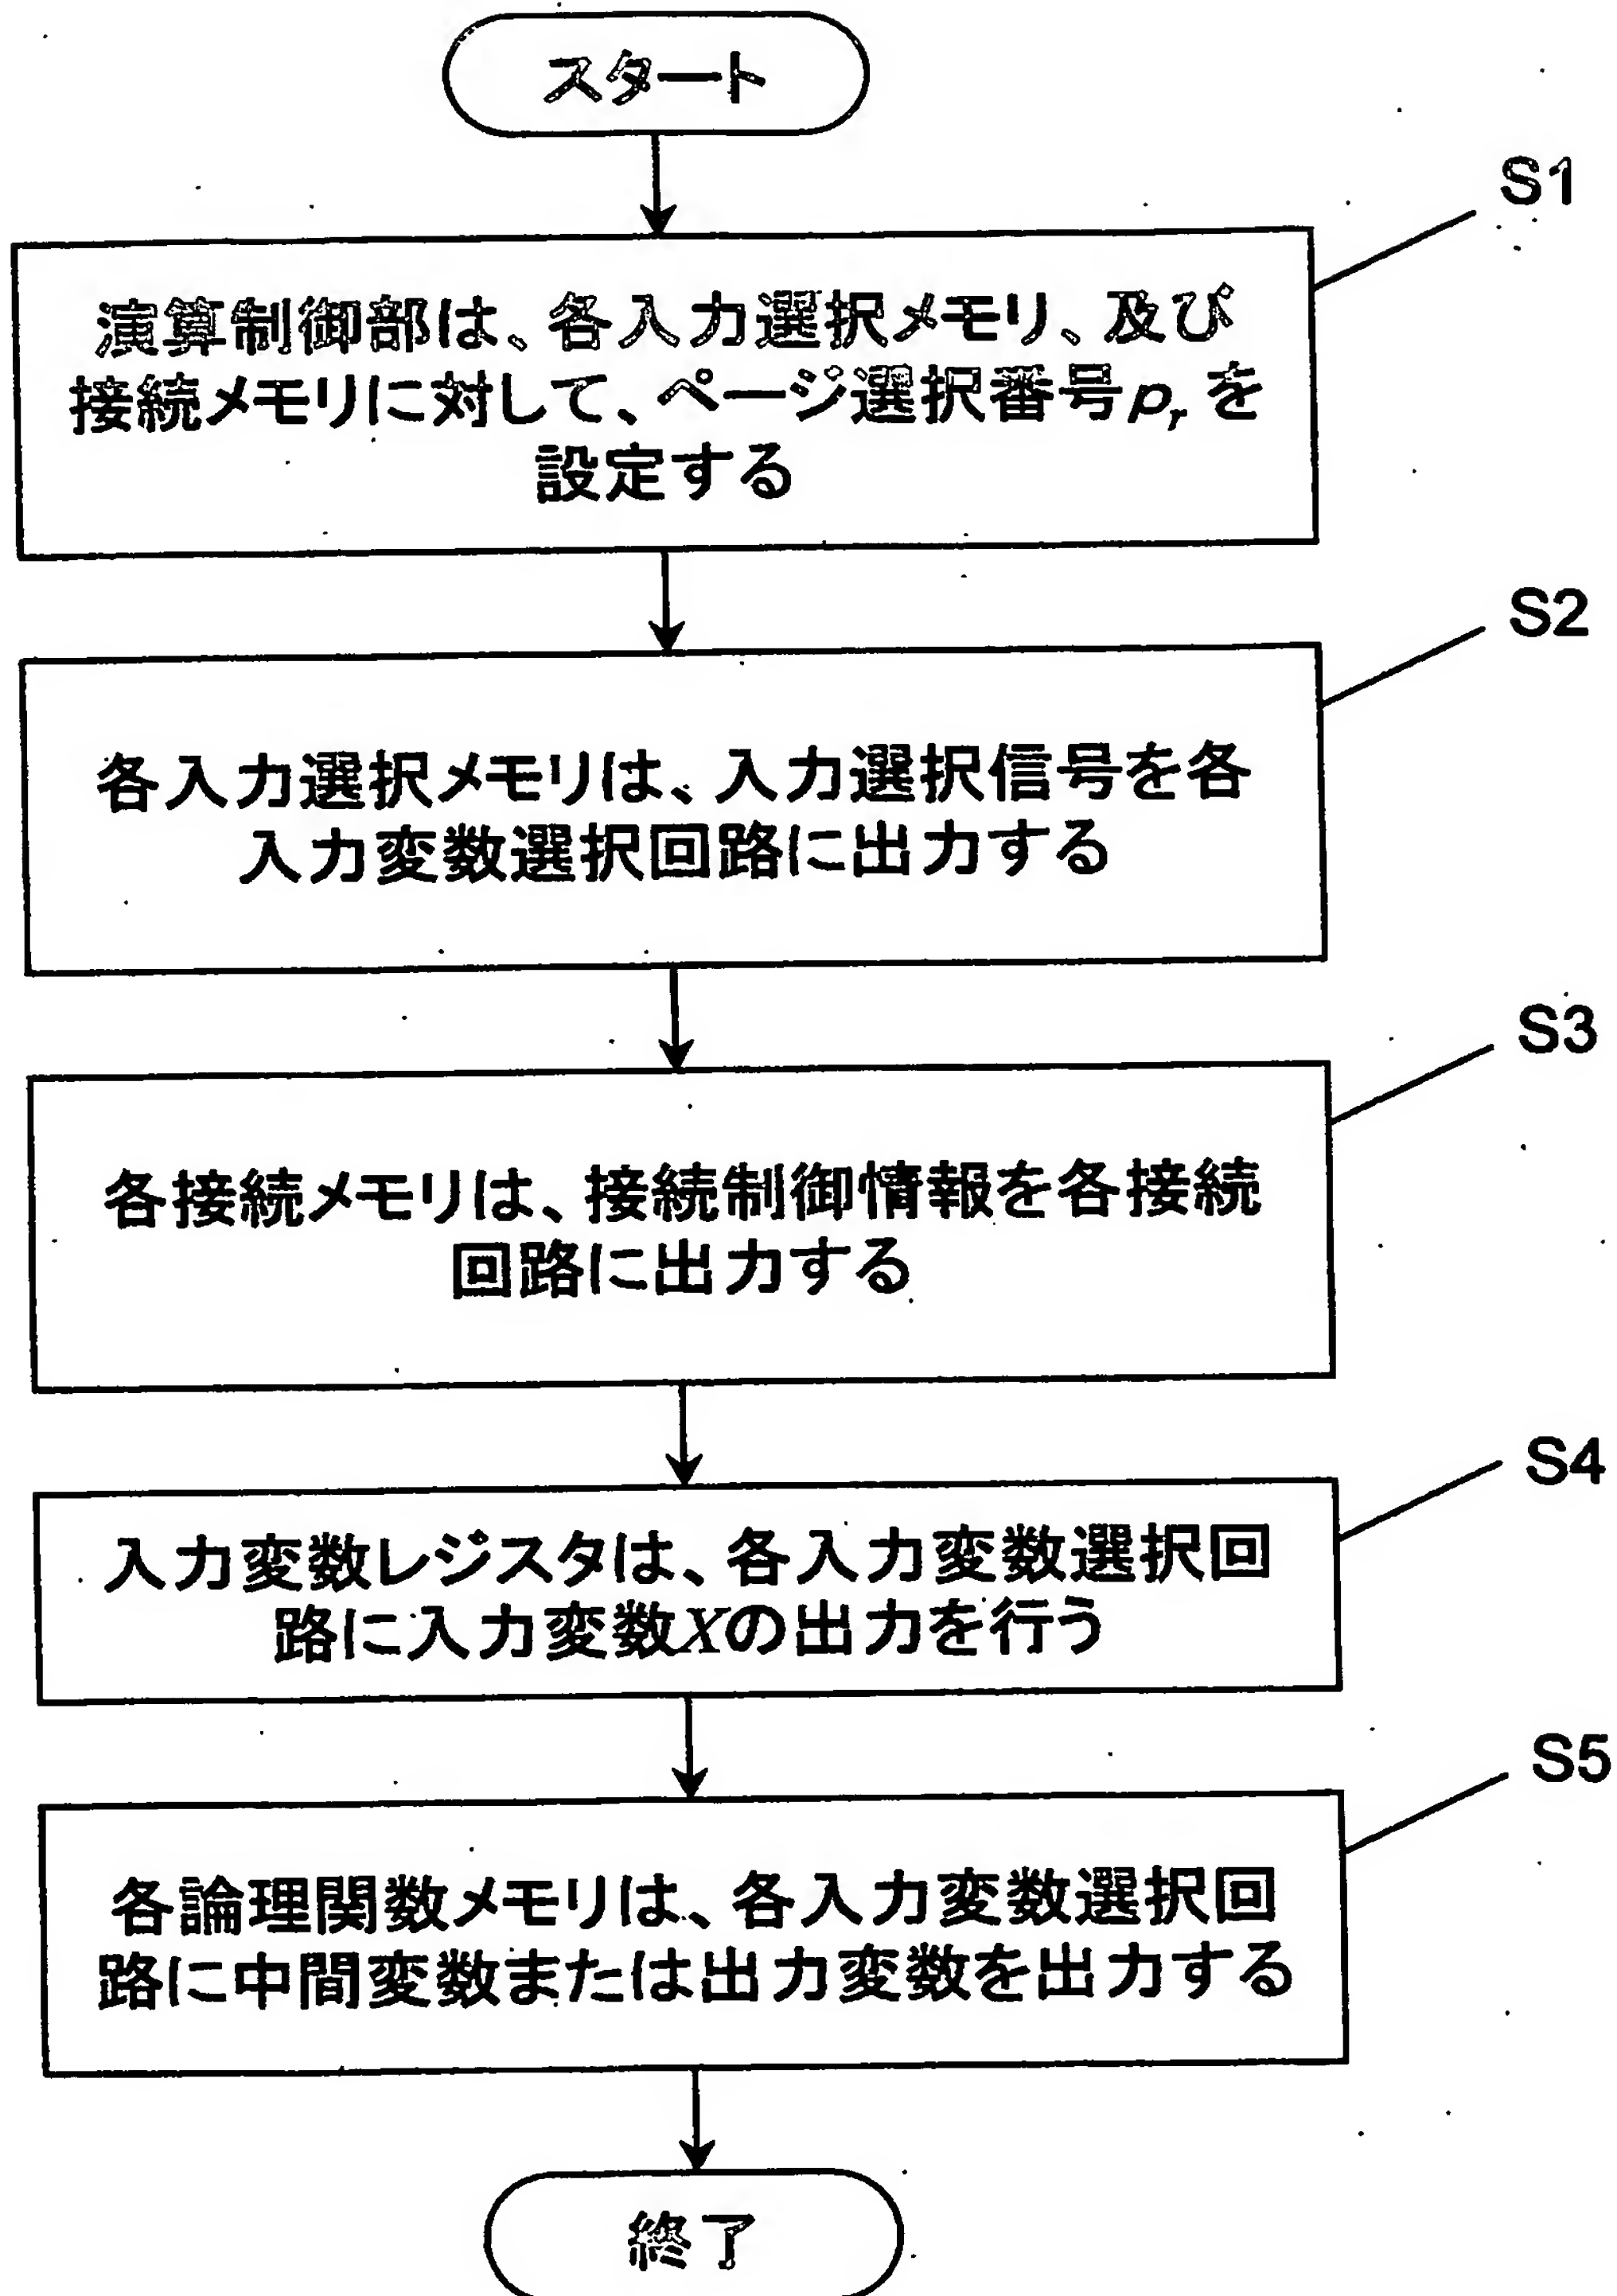 スタート
S1
演算制御部は、各入力選択メモリ、及び
接続メモリに対して、ページ選択番号pᵣ を
設定する
S2
各入力選択メモリは、入力選択信号を各
入力変数選択回路に出力する
S3
各接続メモリは、接続制御情報を各接続
回路に出力する
S4
入力変数レジスタは、各入力変数選択回
路に入力変数Xの出力を行う
S5
各論理関数メモリは、各入力変数選択回
路に中間変数または出力変数を出力する
終了